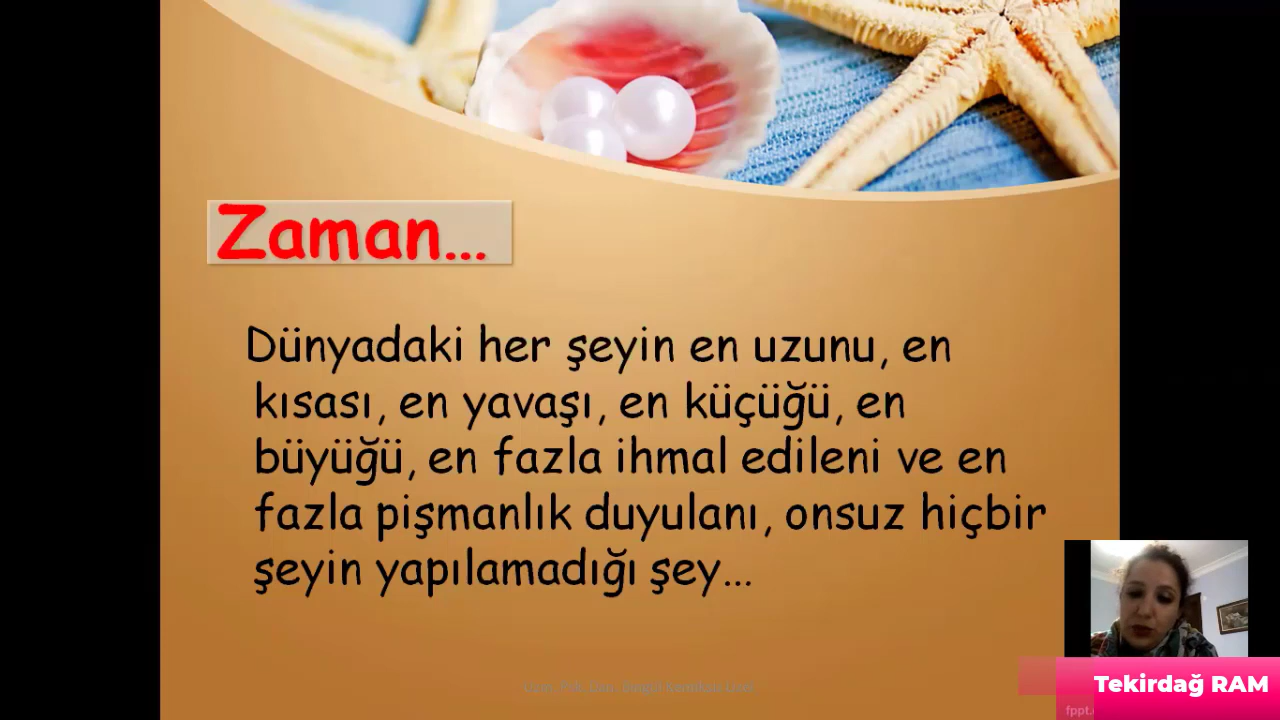 Zaman...
Dünyadaki her şeyin en uzunu, en
kısası, en yavaşı, en küçüğü, en
büyüğü, en fazla ihmal edileni ve en
fazla pişmanlık duyulanı, onsuz hiçbir
şeyin yapılamadığı şey...
Tekirdağ RAM